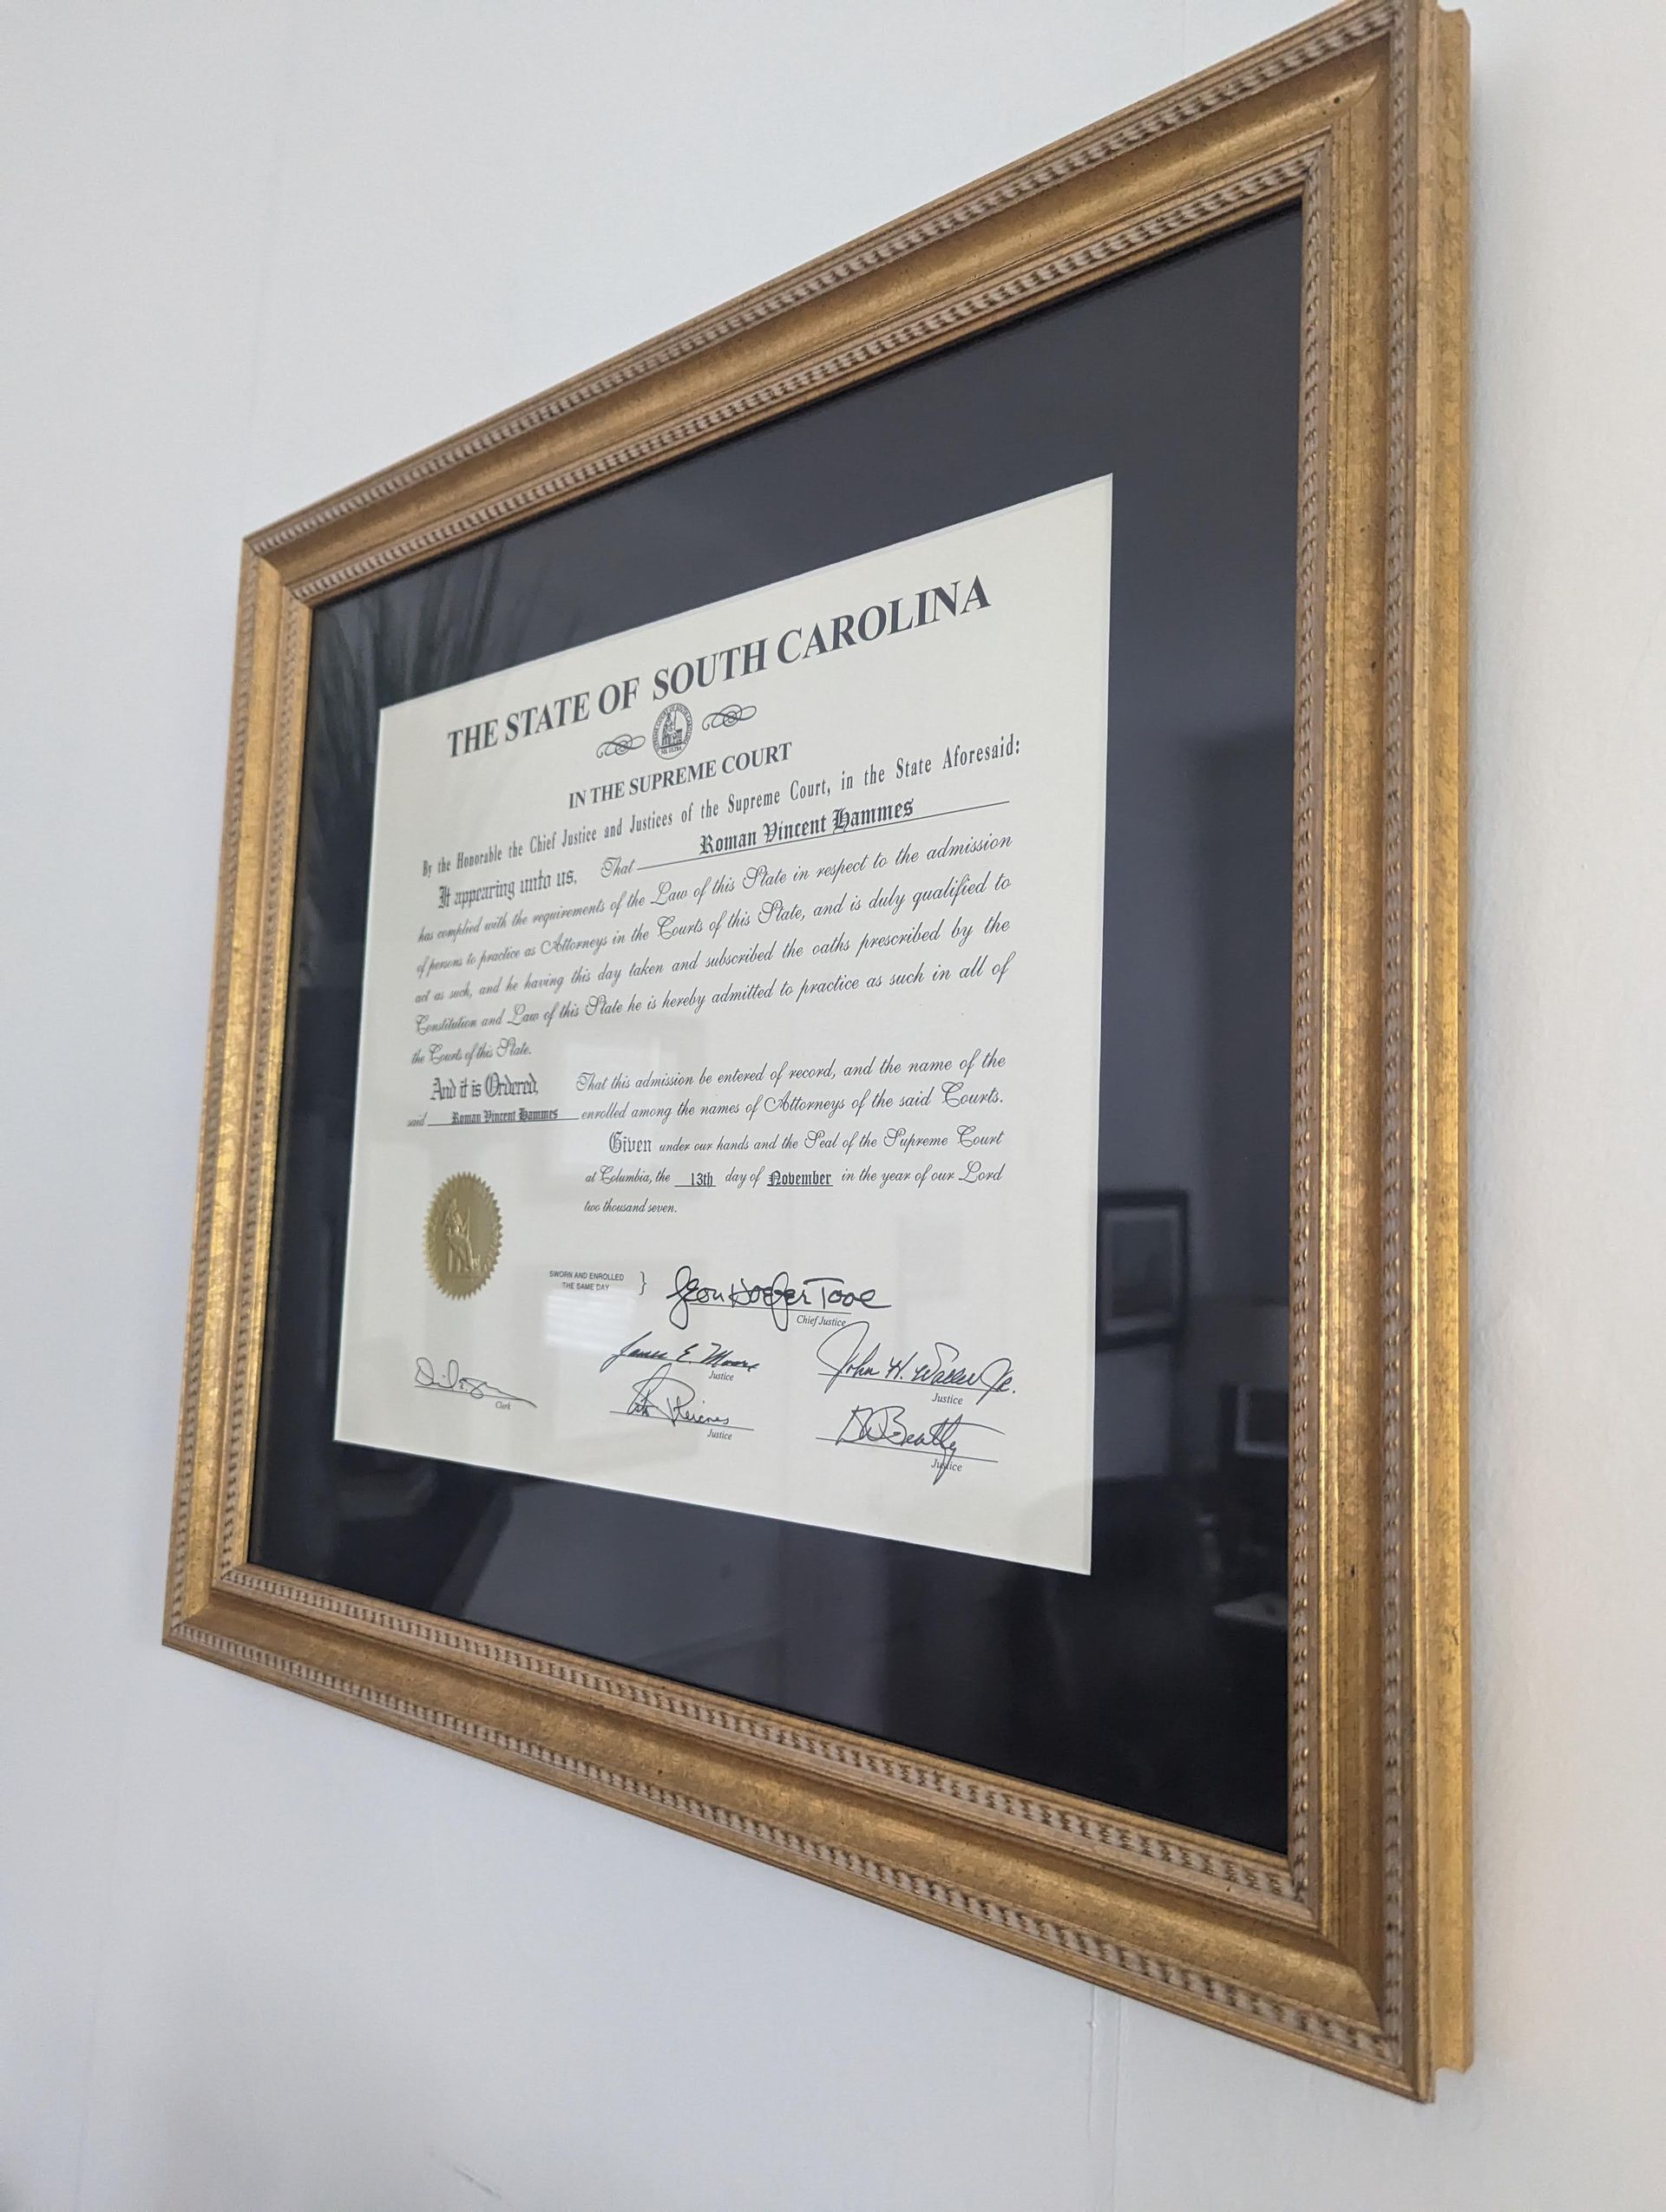 THE STATE OF SOUTH CAROLINA
IN THE SUPREME COURT
By the Honorable the Chief Justice and Justices of the Supreme Court, in the State Aforesaid:
It appearing unto us, That Roman Vincent Hammes
has complied with the requirements of the Law of this State in respect to the admission
of persons to practice as Attorneys in the Courts of this State, and is duly qualified to
act as such, and he having this day taken and subscribed the oaths prescribed by the
Constitution and Law of this State he is hereby admitted to practice as such in all of
the Courts of this State.
And it is Ordered, That this admission be entered of record, and the name of the
said Roman Vincent Hammes enrolled among the names of Attorneys of the said Courts.
Given under our hands and the Seal of the Supreme Court
at Columbia, the 13th day of November in the year of our Lord
two thousand seven.
SWORN AND ENROLLED
THE SAME DAY
} Jean Hoefer Toal
Chief Justice
James E. Moore
Justice
John H. Waller Jr.
Justice
Clerk
Justice
DW Beatty
Justice